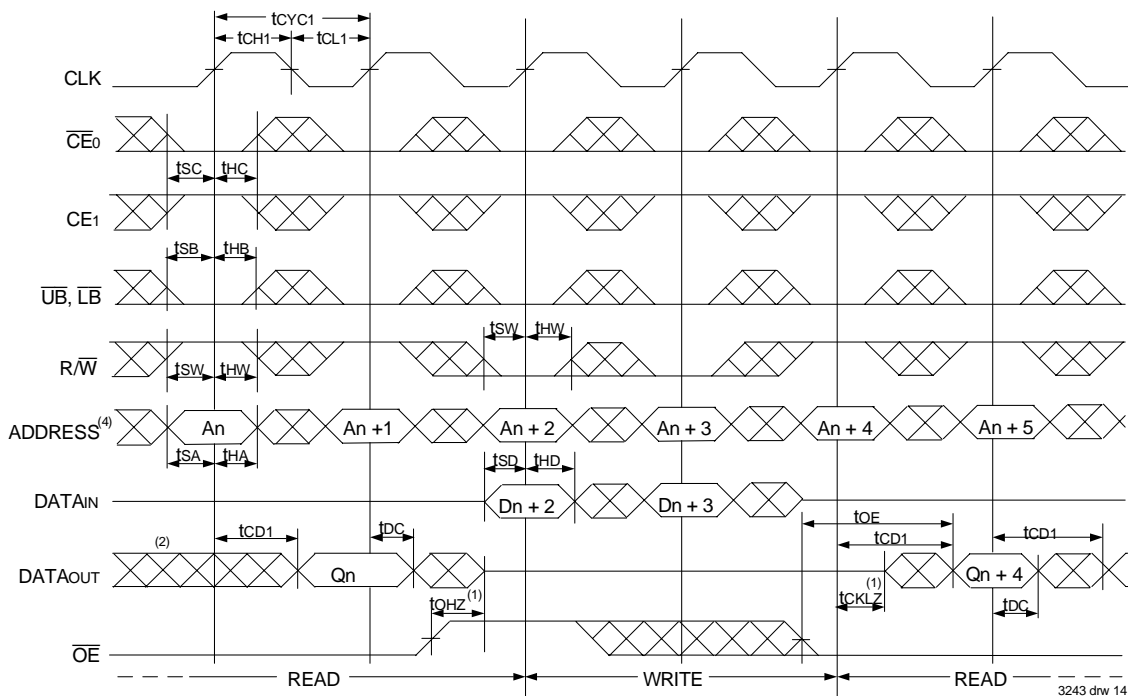 tCYC1
tCH1 tCL1
CLK
CE0
tSC tHC
CE1
tSB tHB
UB, LB
tSW tHW
R/W
tSW tHW
ADDRESS(4) An An +1 An + 2 An + 3 An + 4 An + 5
tSA tHA tSD tHD
DATAIN Dn + 2 Dn + 3
tOE
tCD1 tDC tCD1 tCD1
(2)
DATAOUT Qn Qn + 4
tOHZ(1) tCKLZ(1) tDC
OE
READ WRITE READ
3243 drw 14